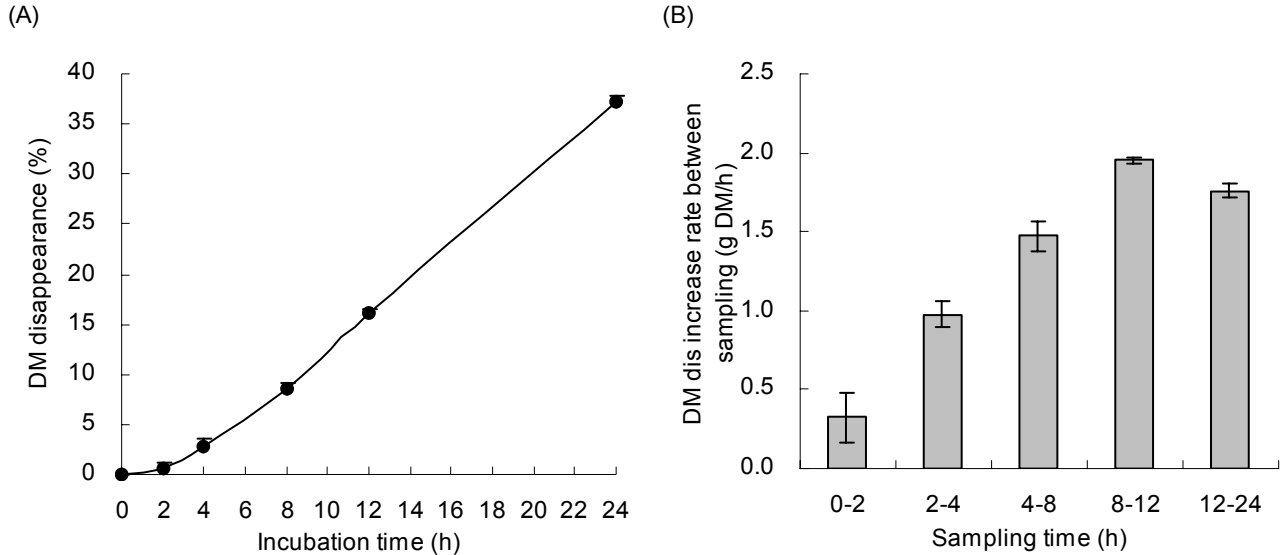 (A)
DM disappearance (%)
40
35
30
25
20
15
10
5
0
0 2 4 6 8 10 12 14 16 18 20 22 24
Incubation time (h)
(B)
DM dis increase rate between
sampling (g DM/h)
2.5
2.0
1.5
1.0
0.5
0.0
0-2 2-4 4-8 8-12 12-24
Sampling time (h)